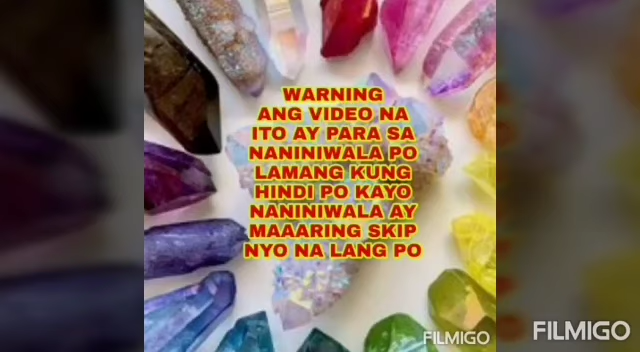 WARNING
ANG VIDEO NA
ITO AY PARA SA
NANINIWALA PO
LAMANG KUNG
HINDI PO KAYO
NANINIWALA AY
MAAARING SKIP
NYO NA LANG PO
FILMIGO
FILMIGO